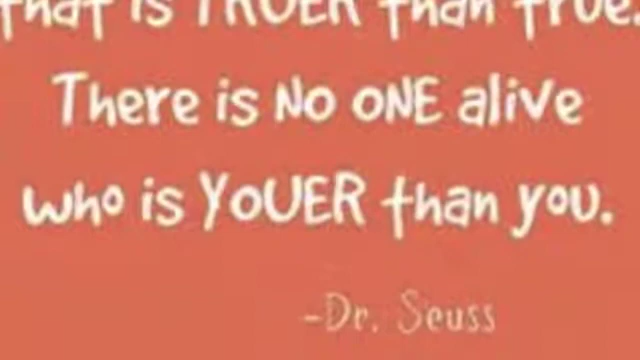 that is TRUER than true.
There is NO ONE alive
who is YOUER than you.
-Dr. Seuss